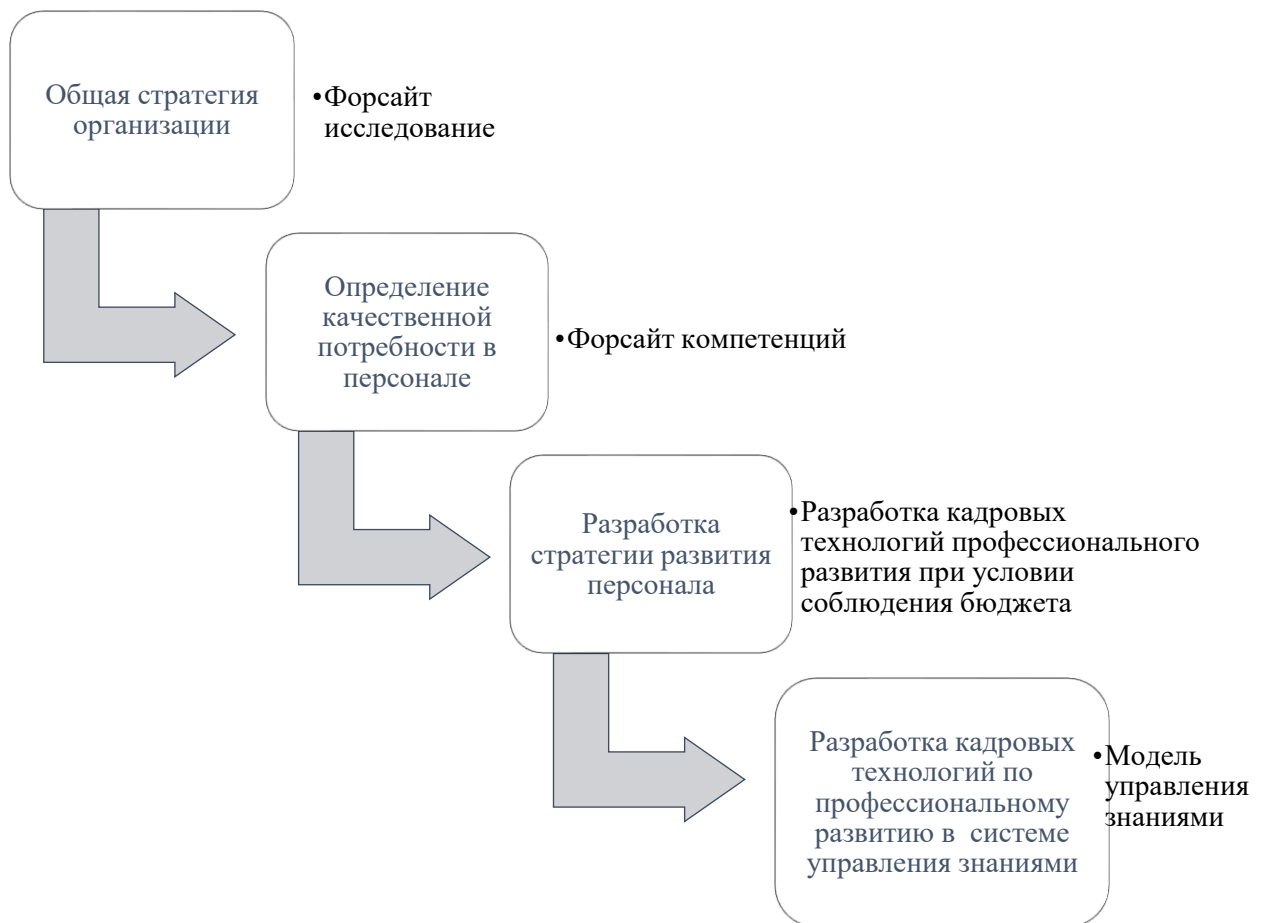 Общая стратегия
организации
•Форсайт
исследование
Определение
качественной
потребности в
персонале
•Форсайт компетенций
Разработка
стратегии развития
персонала
•Разработка кадровых
технологий профессионального
развития при условии
соблюдения бюджета
Разработка кадровых
технологий по
профессиональному
развитию в системе
управления знаниями
•Модель
управления
знаниями